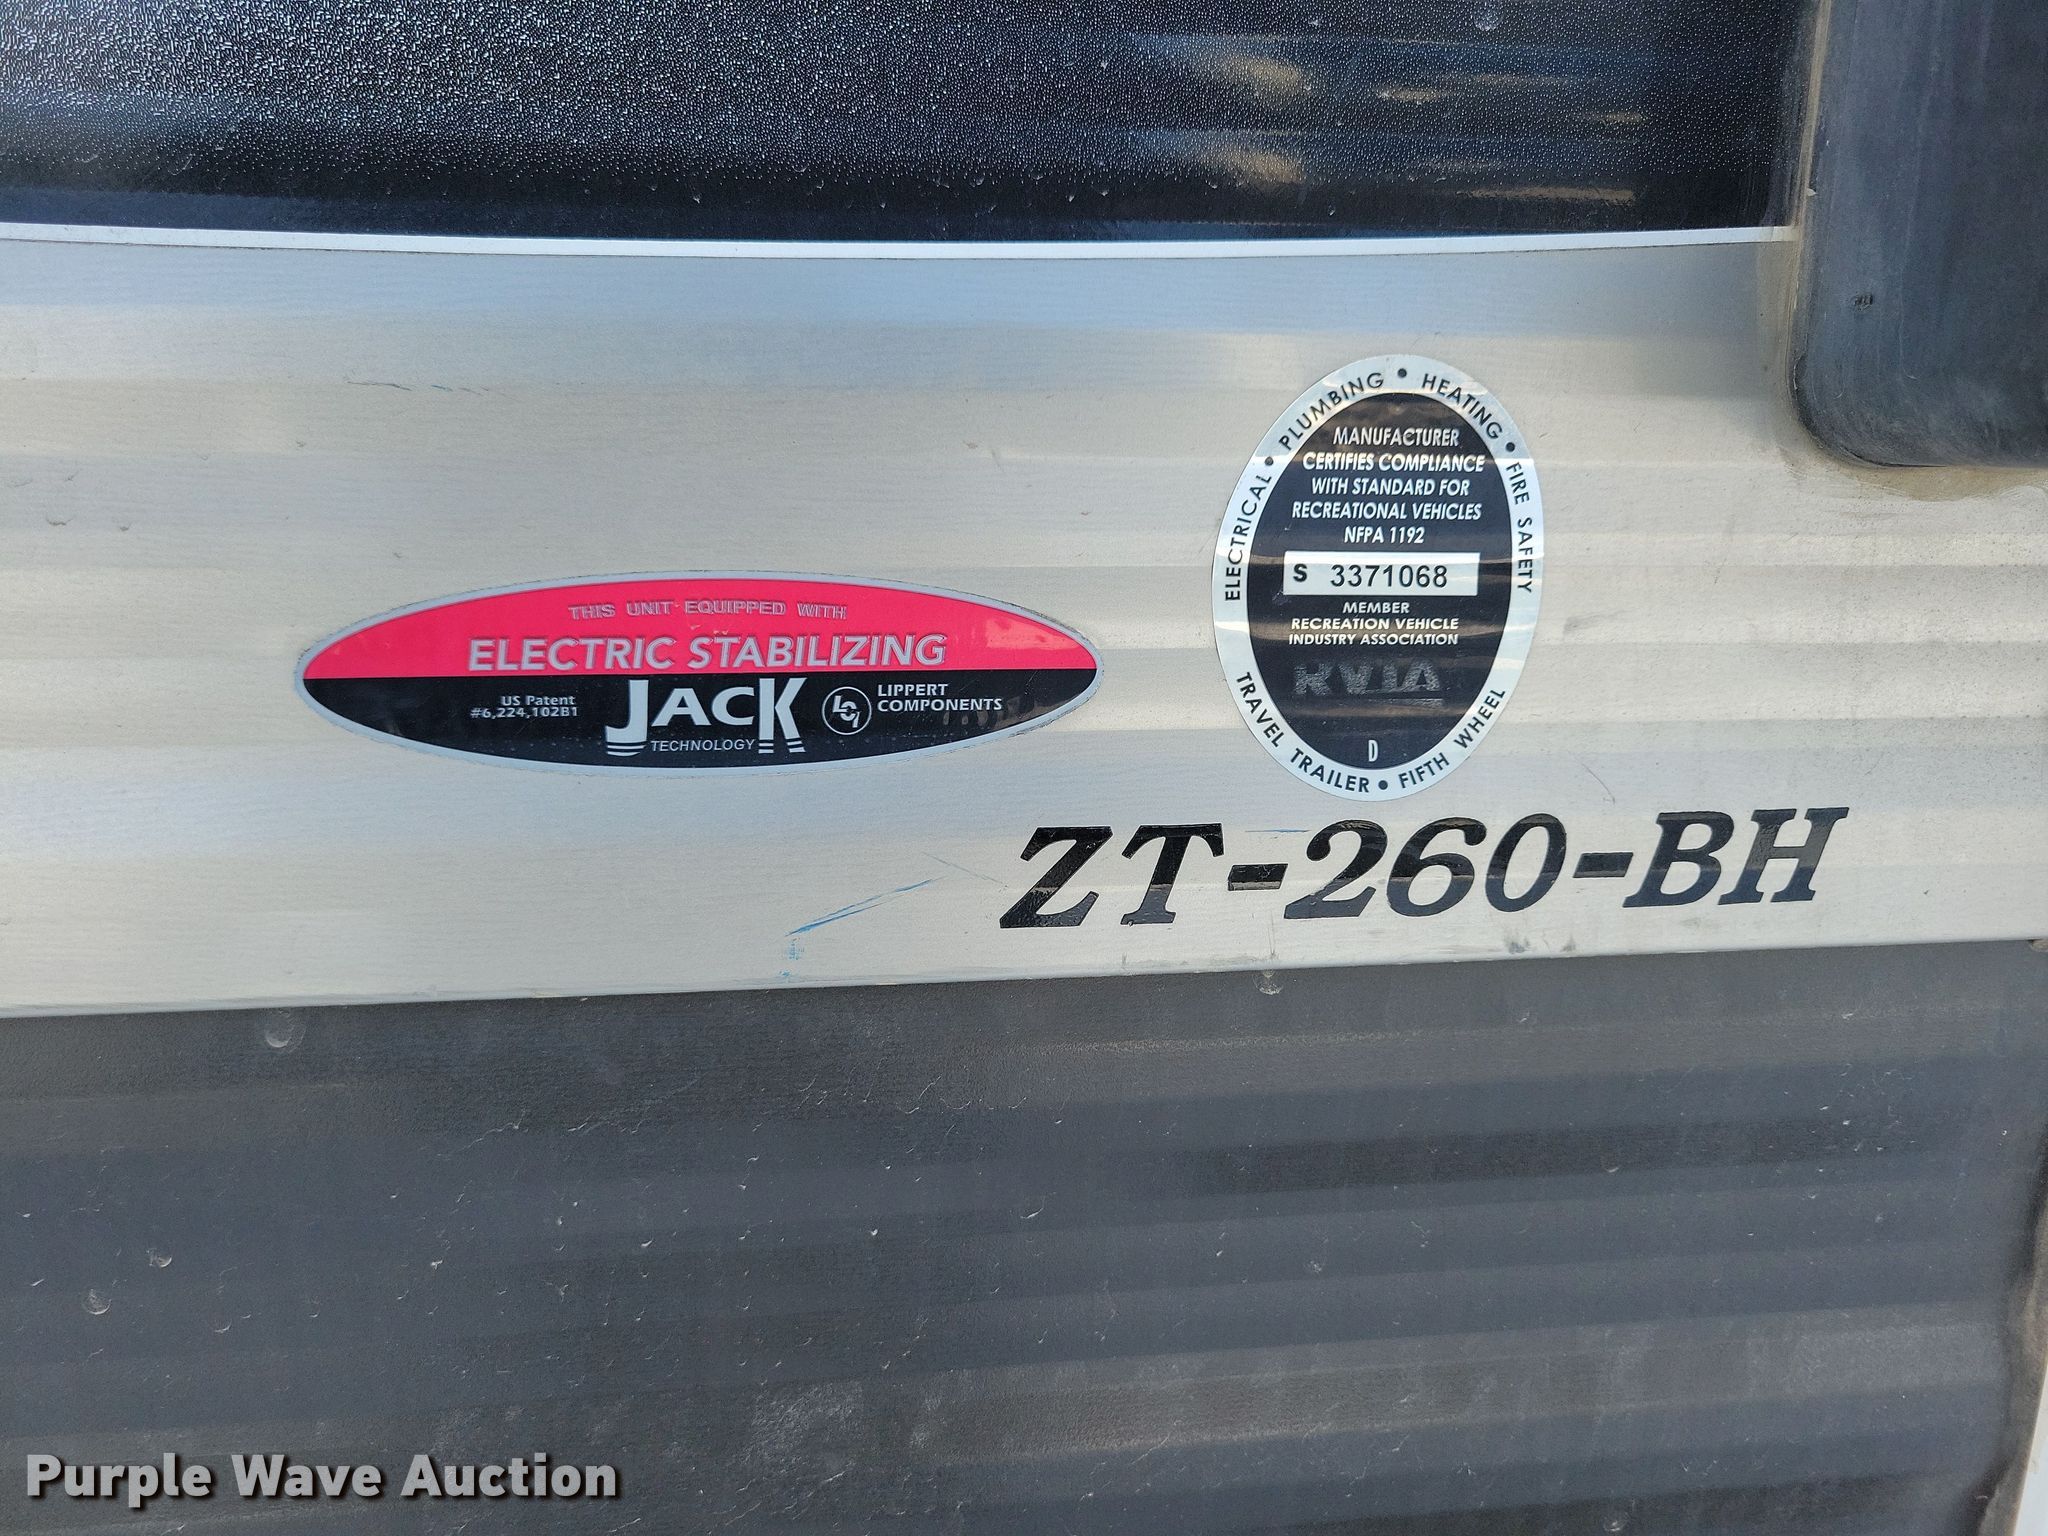 THIS UNIT EQUIPPED WITH
ELECTRIC STABILIZING
US Patent
#6,224,102B1
JACK
TECHNOLOGY
LCI
LIPPERT
COMPONENTS
ELECTRICAL • PLUMBING • HEATING • FIRE SAFETY
MANUFACTURER
CERTIFIES COMPLIANCE
WITH STANDARD FOR
RECREATIONAL VEHICLES
NFPA 1192
S 3371068
MEMBER
RECREATION VEHICLE
INDUSTRY ASSOCIATION
RVIA
D
TRAVEL TRAILER • FIFTH WHEEL
ZT-260-BH
Purple Wave Auction